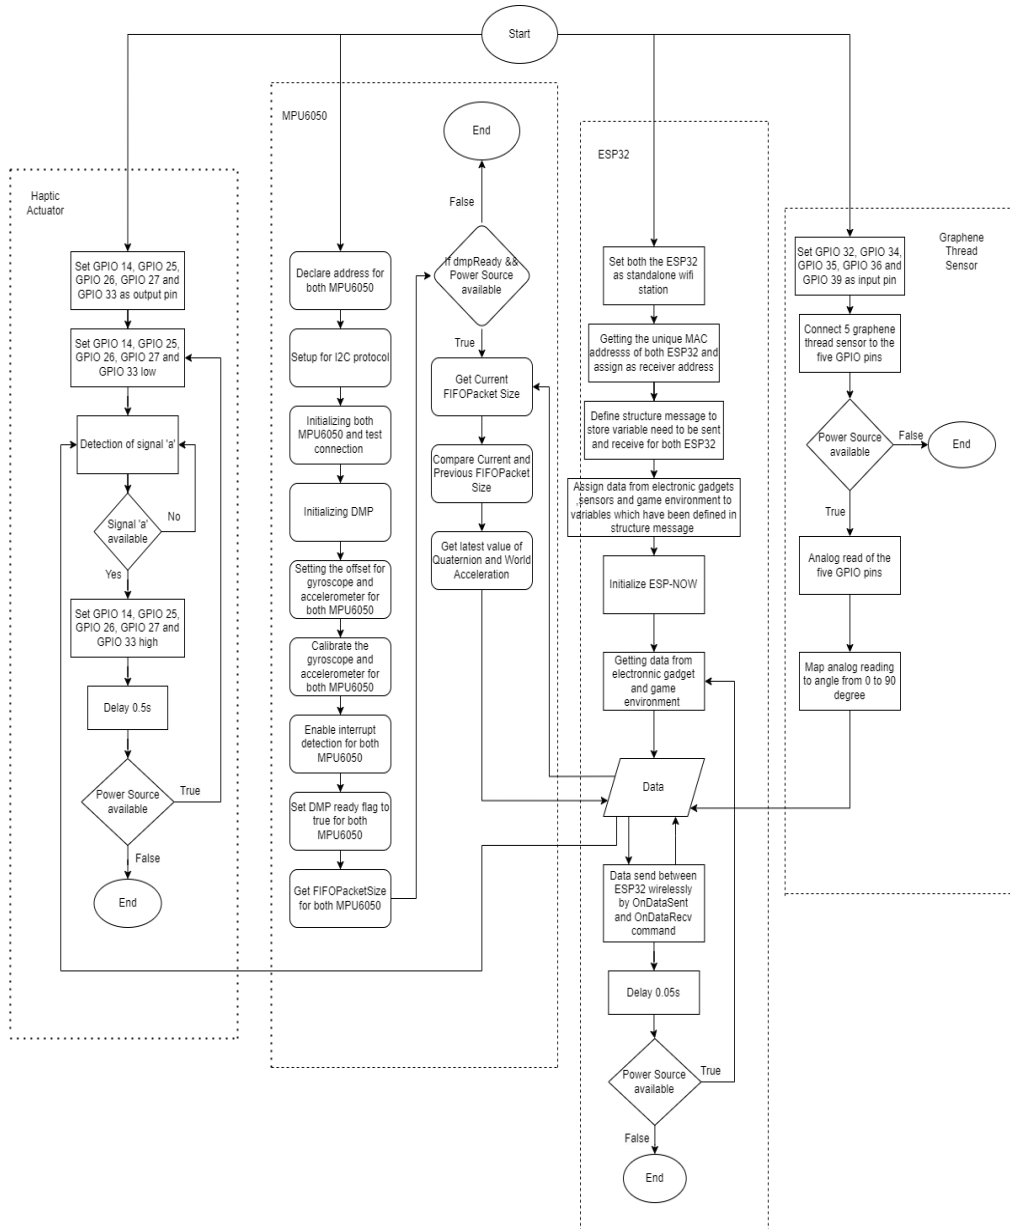 Start
Haptic
Actuator
Set GPIO 14, GPIO 25,
GPIO 26, GPIO 27 and
GPIO 33 as output pin
Set GPIO 14, GPIO 25,
GPIO 26, GPIO 27 and
GPIO 33 low
Detection of signal 'a'
Signal 'a'
available
No
Yes
Set GPIO 14, GPIO 25,
GPIO 26, GPIO 27 and
GPIO 33 high
Delay 0.5s
Power Source
available
True
False
End
MPU6050
Declare address for
both MPU6050
Setup for I2C protocol
Initializing both
MPU6050 and test
connection
Initializing DMP
Setting the offset for
gyroscope and
accelerometer for
both MPU6050
Calibrate the
gyroscope and
accelerometer for
both MPU6050
Enable interrupt
detection for both
MPU6050
Set DMP ready flag to
true for both
MPU6050
Get FIFOPacketSize
for both MPU6050
End
False
If dmpReady &&
Power Source
available
True
Get Current
FIFOPacket Size
Compare Current and
Previous FIFOPacket
Size
Get latest value of
Quaternion and World
Acceleration
ESP32
Set both the ESP32
as standalone wifi
station
Getting the unique MAC
addresss of both ESP32 and
assign as receiver address
Define structure message to
store variable need to be sent
and receive for both ESP32
Assign data from electronic gadgets
,sensors and game environment to
variables which have been defined in
structure message
Initialize ESP-NOW
Getting data from
electronnic gadget
and game
environment
Data
Data send between
ESP32 wirelessly
by OnDataSent
and OnDataRecv
command
Delay 0.05s
Power Source
available
True
False
End
Graphene
Thread
Sensor
Set GPIO 32, GPIO 34,
GPIO 35, GPIO 36 and
GPIO 39 as input pin
Connect 5 graphene
thread sensor to the
five GPIO pins
Power Source
available
False
End
True
Analog read of the
five GPIO pins
Map analog reading
to angle from 0 to 90
degree